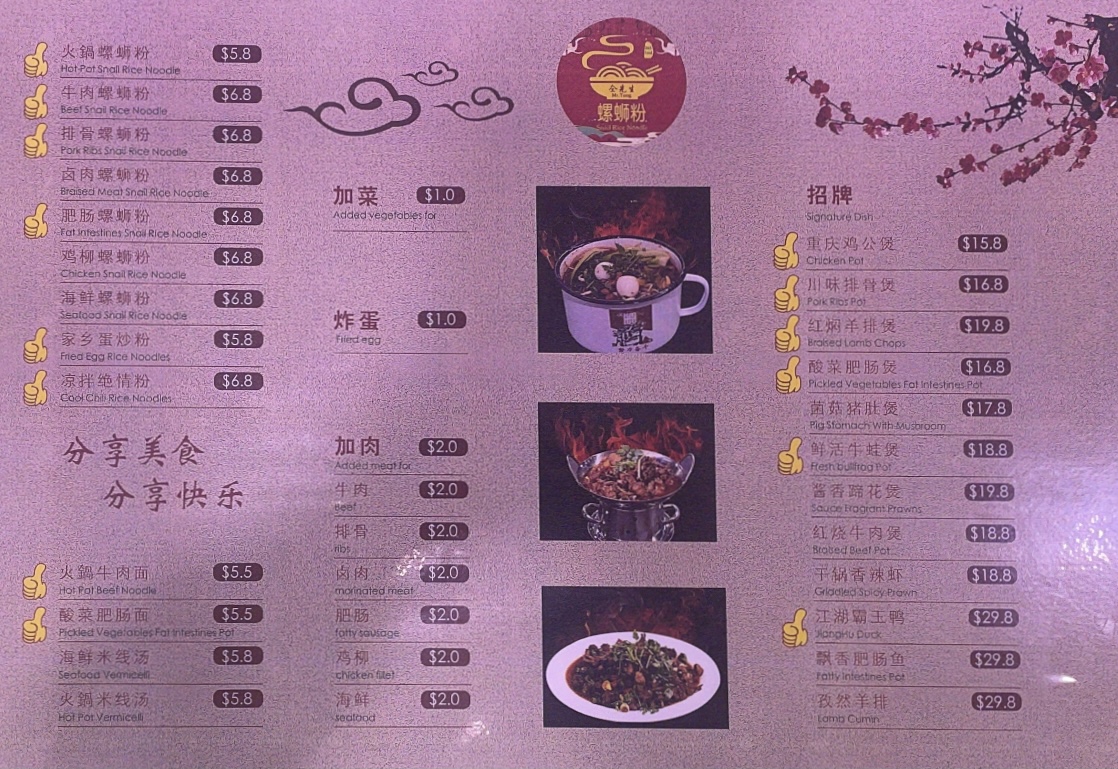 火鍋螺蛳粉 $5.8
Hot Pot Snail Rice Noodle
牛肉螺蛳粉 $6.8
Beef Snail Rice Noodle
排骨螺蛳粉 $6.8
Pork Ribs Snail Rice Noodle
卤肉螺蛳粉 $6.8
Braised Meat Snail Rice Noodle
肥肠螺蛳粉 $6.8
Fat Intestines Snail Rice Noodle
鸡柳螺蛳粉 $6.8
Chicken Snail Rice Noodle
海鲜螺蛳粉 $6.8
Seafood Snail Rice Noodle
家乡蛋炒粉 $5.8
Fried Egg Rice Noodles
凉拌绝情粉 $6.8
Cool Chili Rice Noodles
分享美食
分享快乐
火鍋牛肉面 $5.5
Hot Pot Beef Noodle
酸菜肥肠面 $5.5
Pickled Vegetables Fat Intestines Pot
海鲜米线汤 $5.8
Seafood Vermicelli
火鍋米线汤 $5.8
Hot Pot Vermicelli
加菜 $1.0
Added vegetables for
炸蛋 $1.0
Fried egg
加肉 $2.0
Added meat for
牛肉 $2.0
Beef
排骨 $2.0
ribs
卤肉 $2.0
marinated meat
肥肠 $2.0
fatty sausage
鸡柳 $2.0
chicken fillet
海鲜 $2.0
seafood
螺蛳粉
Snail Rice Noodle
招牌
Signature Dish
重庆鸡公煲 $15.8
Chicken Pot
川味排骨煲 $16.8
Pork Ribs Pot
红焖羊排煲 $19.8
Braised Lamb Chops
酸菜肥肠煲 $16.8
Pickled Vegetables Fat Intestines Pot
菌菇猪肚煲 $17.8
Pig Stomach With Musbroom
鲜活牛蛙煲 $18.8
Fresh bullfrog Pot
酱香蹄花煲 $19.8
Sauce Fragrant Prawns
红烧牛肉煲 $18.8
Braised Beef Pot
干锅香辣虾 $18.8
Griddled Spicy Prawn
江湖霸王鸭 $29.8
JiangHu Duck
飘香肥肠鱼 $29.8
Fatty Intestines Pot
孜然羊排 $29.8
Lamb Cumin